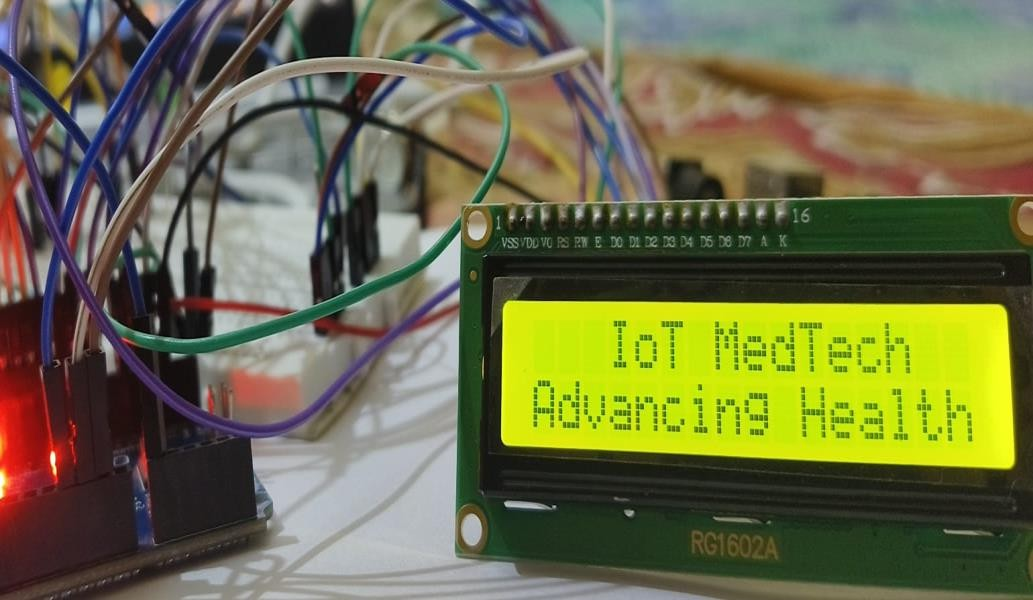 1 16
VSS VDD V0 RS RW E D0 D1 D2 D3 D4 D5 D6 D7 A K
IoT MedTech
Advancing Health
RG1602A